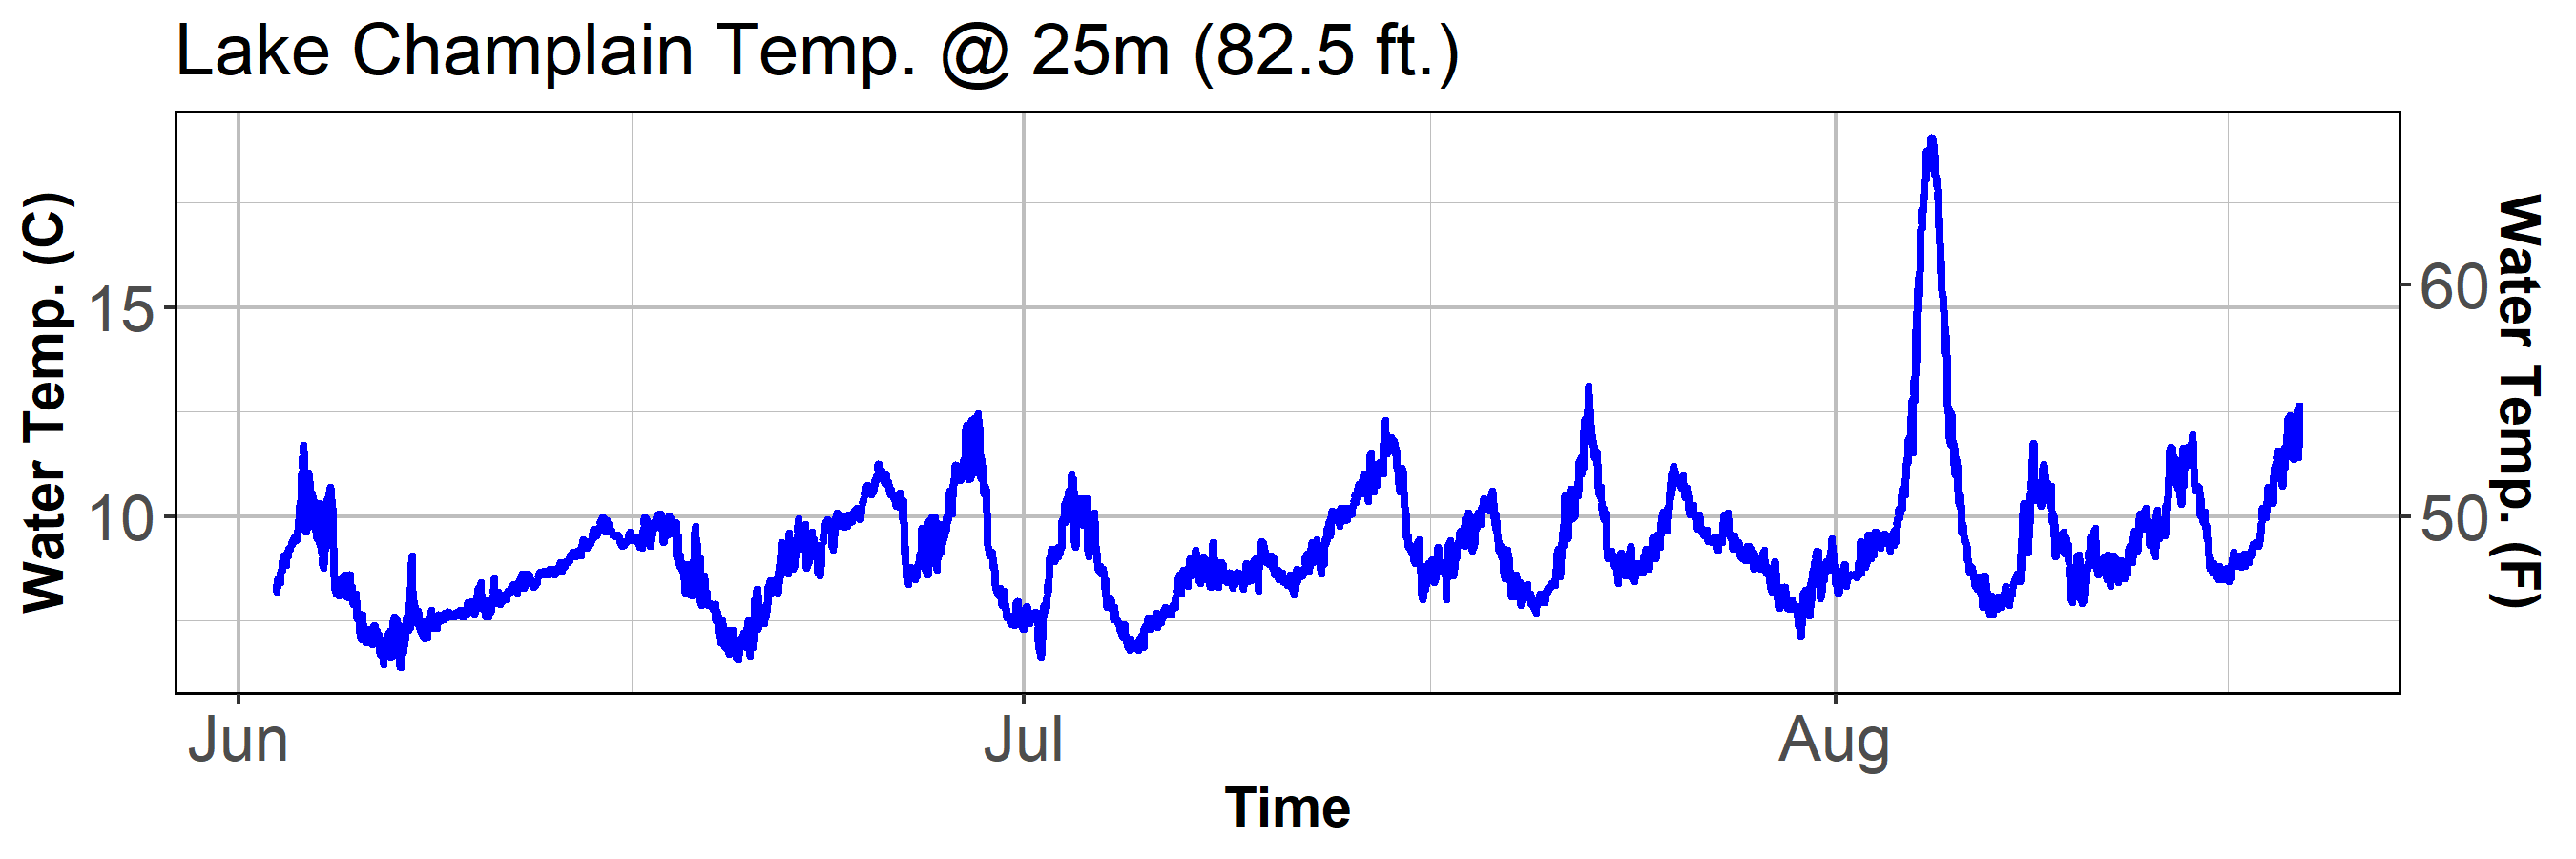 Lake Champlain Temp. @ 25m (82.5 ft.)
Water Temp. (C)
15
10
60
50
Water Temp. (F)
Jun
Jul
Aug
Time